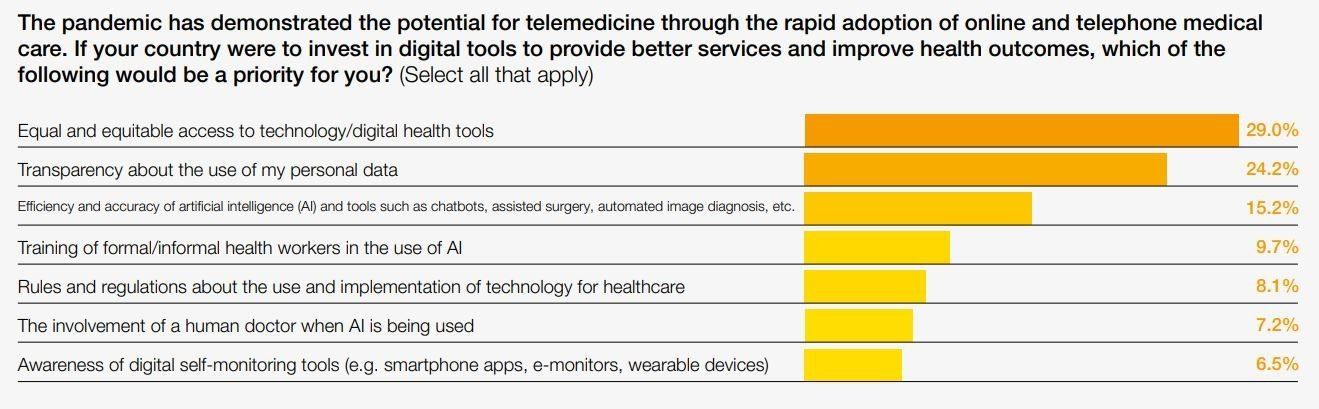 The pandemic has demonstrated the potential for telemedicine through the rapid adoption of online and telephone medical
care. If your country were to invest in digital tools to provide better services and improve health outcomes, which of the
following would be a priority for you? (Select all that apply)
Equal and equitable access to technology/digital health tools 29.0%
Transparency about the use of my personal data 24.2%
Efficiency and accuracy of artificial intelligence (AI) and tools such as chatbots, assisted surgery, automated image diagnosis, etc. 15.2%
Training of formal/informal health workers in the use of AI 9.7%
Rules and regulations about the use and implementation of technology for healthcare 8.1%
The involvement of a human doctor when AI is being used 7.2%
Awareness of digital self-monitoring tools (e.g. smartphone apps, e-monitors, wearable devices) 6.5%